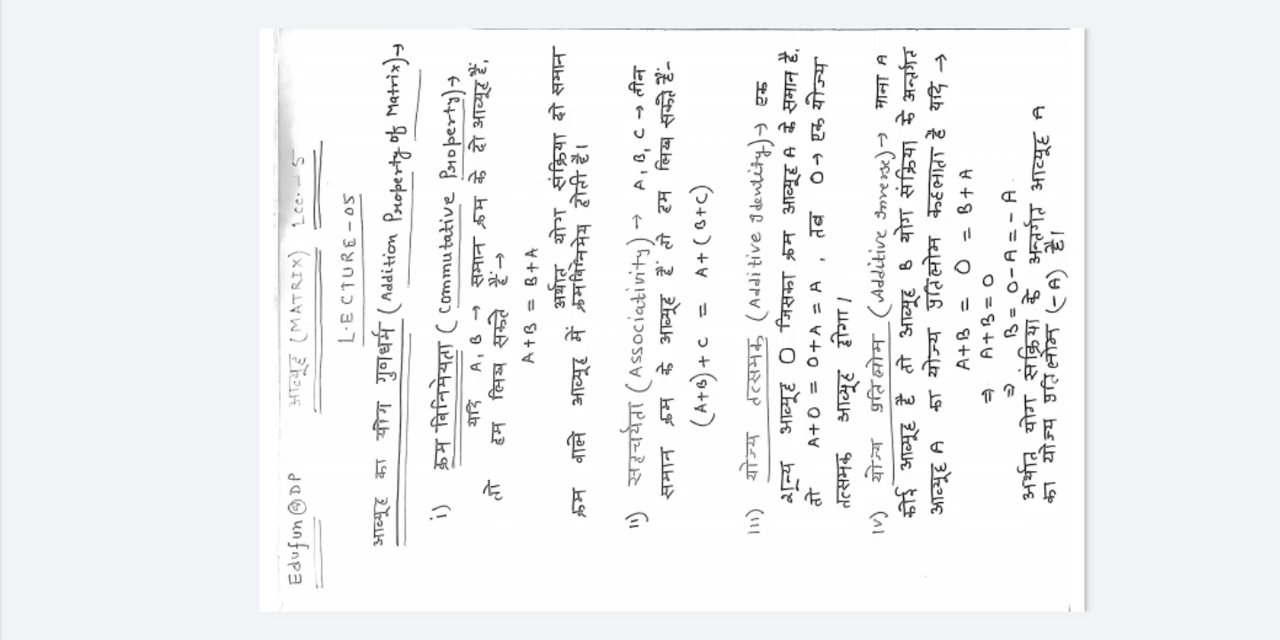 Edufun@DP आव्यूह (MATRIX) Lec:-5
LECTURE-05
आव्यूह का योग गुणधर्म (Addition Property of Matrix)→
i) क्रम विनिमेयता (Commutative Property)→
यदि A, B → समान क्रम के दो आव्यूह हैं,
तो हम लिख सकते हैं →
A+B = B+A
अर्थात योग संक्रिया दो समान
क्रम वाले आव्यूह में क्रमविनिमेय होती है।
ii) सहचर्यता (Associativity) → A, B, C → तीन
समान क्रम के आव्यूह हैं तो हम लिख सकते हैं-
(A+B)+C = A+(B+C)
iii) योज्य तत्समक (Additive Identity)→ एक
शून्य आव्यूह O जिसका क्रम आव्यूह A के समान है,
तो A+O = O+A = A, तब O→ एक योज्य
तत्समक आव्यूह होगा।
iv) योज्य प्रतिलोम (Additive Inverse)→ माना A
कोई आव्यूह है तो आव्यूह B योग संक्रिया के अन्तर्गत
आव्यूह A का योज्य प्रतिलोम कहलाता है यदि →
A+B = O = B+A
⇒ A+B=O
⇒ B=O-A=-A.
अर्थात योग संक्रिया के अन्तर्गत आव्यूह A
का योज्य प्रतिलोम (-A) है।